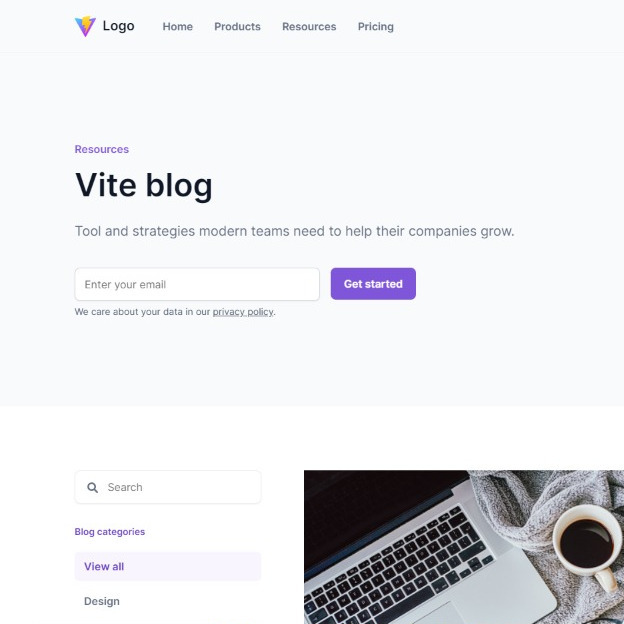 Logo
Home
Products
Resources
Pricing
Resources
Vite blog
Tool and strategies modern teams need to help their companies grow.
Enter your email
Get started
We care about your data in our privacy policy.
Search
Blog categories
View all
Design